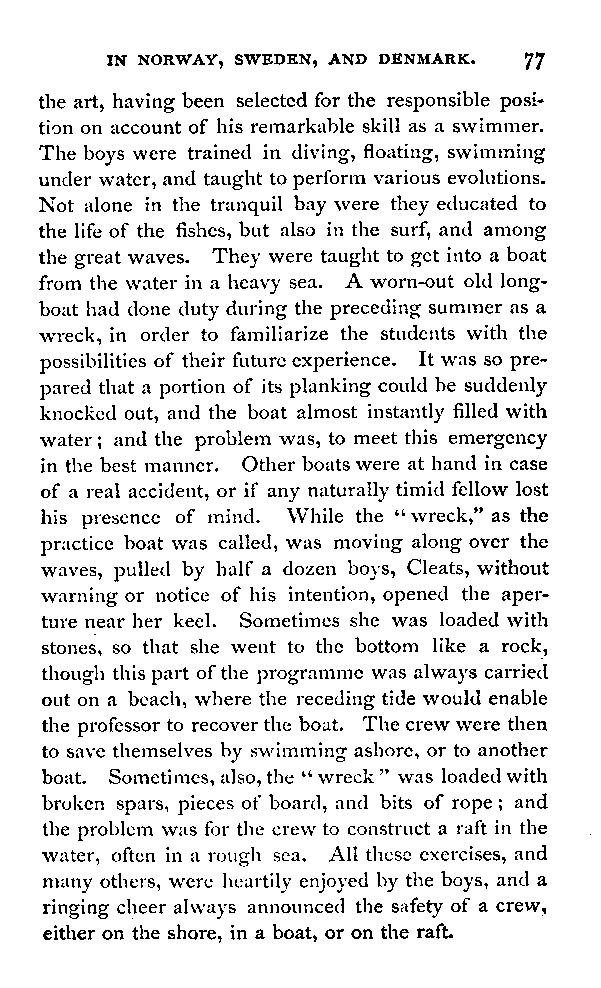 IN NORWAY, SWEDEN, AND DENMARK. 77
the art, having been selected for the responsible posi-
tion on account of his remarkable skill as a swimmer.
The boys were trained in diving, floating, swimming
under water, and taught to perform various evolutions.
Not alone in the tranquil bay were they educated to
the life of the fishes, but also in the surf, and among
the great waves. They were taught to get into a boat
from the water in a heavy sea. A worn-out old long-
boat had done duty during the preceding summer as a
wreck, in order to familiarize the students with the
possibilities of their future experience. It was so pre-
pared that a portion of its planking could be suddenly
knocked out, and the boat almost instantly filled with
water; and the problem was, to meet this emergency
in the best manner. Other boats were at hand in case
of a real accident, or if any naturally timid fellow lost
his presence of mind. While the "wreck," as the
practice boat was called, was moving along over the
waves, pulled by half a dozen boys, Cleats, without
warning or notice of his intention, opened the aper-
ture near her keel. Sometimes she was loaded with
stones, so that she went to the bottom like a rock,
though this part of the programme was always carried
out on a beach, where the receding tide would enable
the professor to recover the boat. The crew were then
to save themselves by swimming ashore, or to another
boat. Sometimes, also, the "wreck" was loaded with
broken spars, pieces of board, and bits of rope; and
the problem was for the crew to construct a raft in the
water, often in a rough sea. All these exercises, and
many others, were heartily enjoyed by the boys, and a
ringing cheer always announced the safety of a crew,
either on the shore, in a boat, or on the raft.